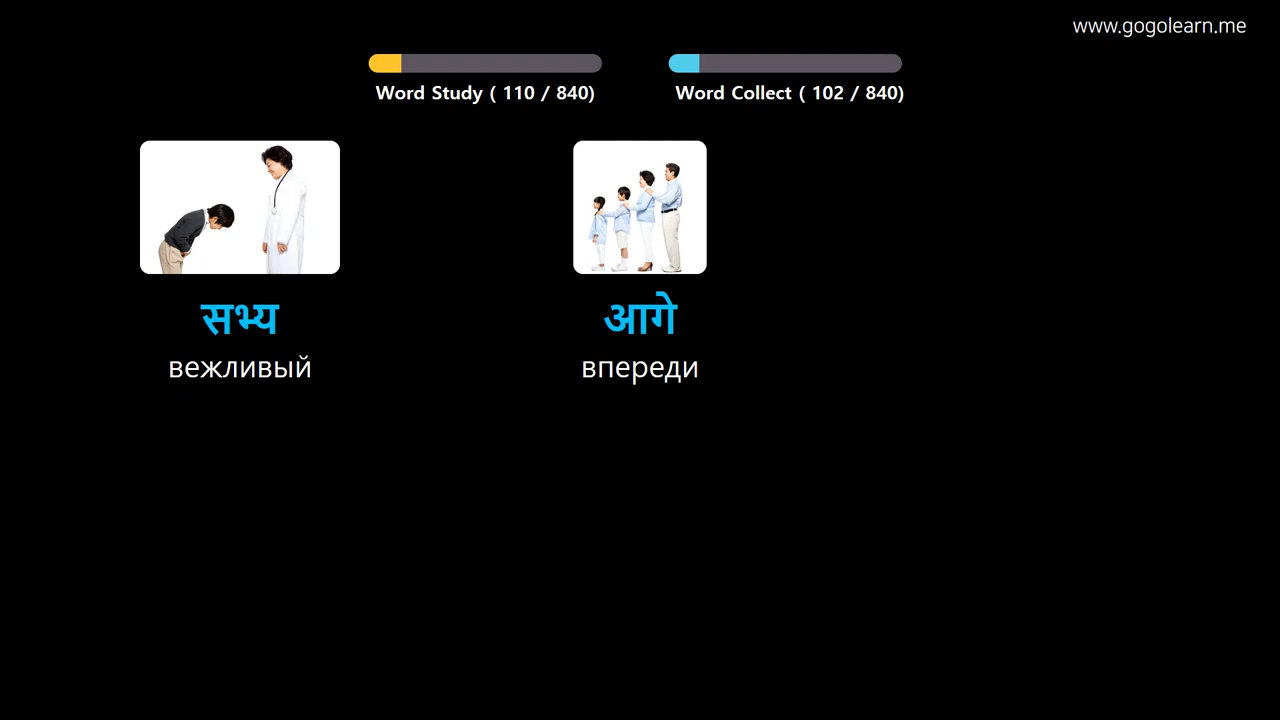 www.gogolearn.me
Word Study ( 110 / 840)
Word Collect ( 102 / 840)
सभ्य
вежливый
आगे
впереди